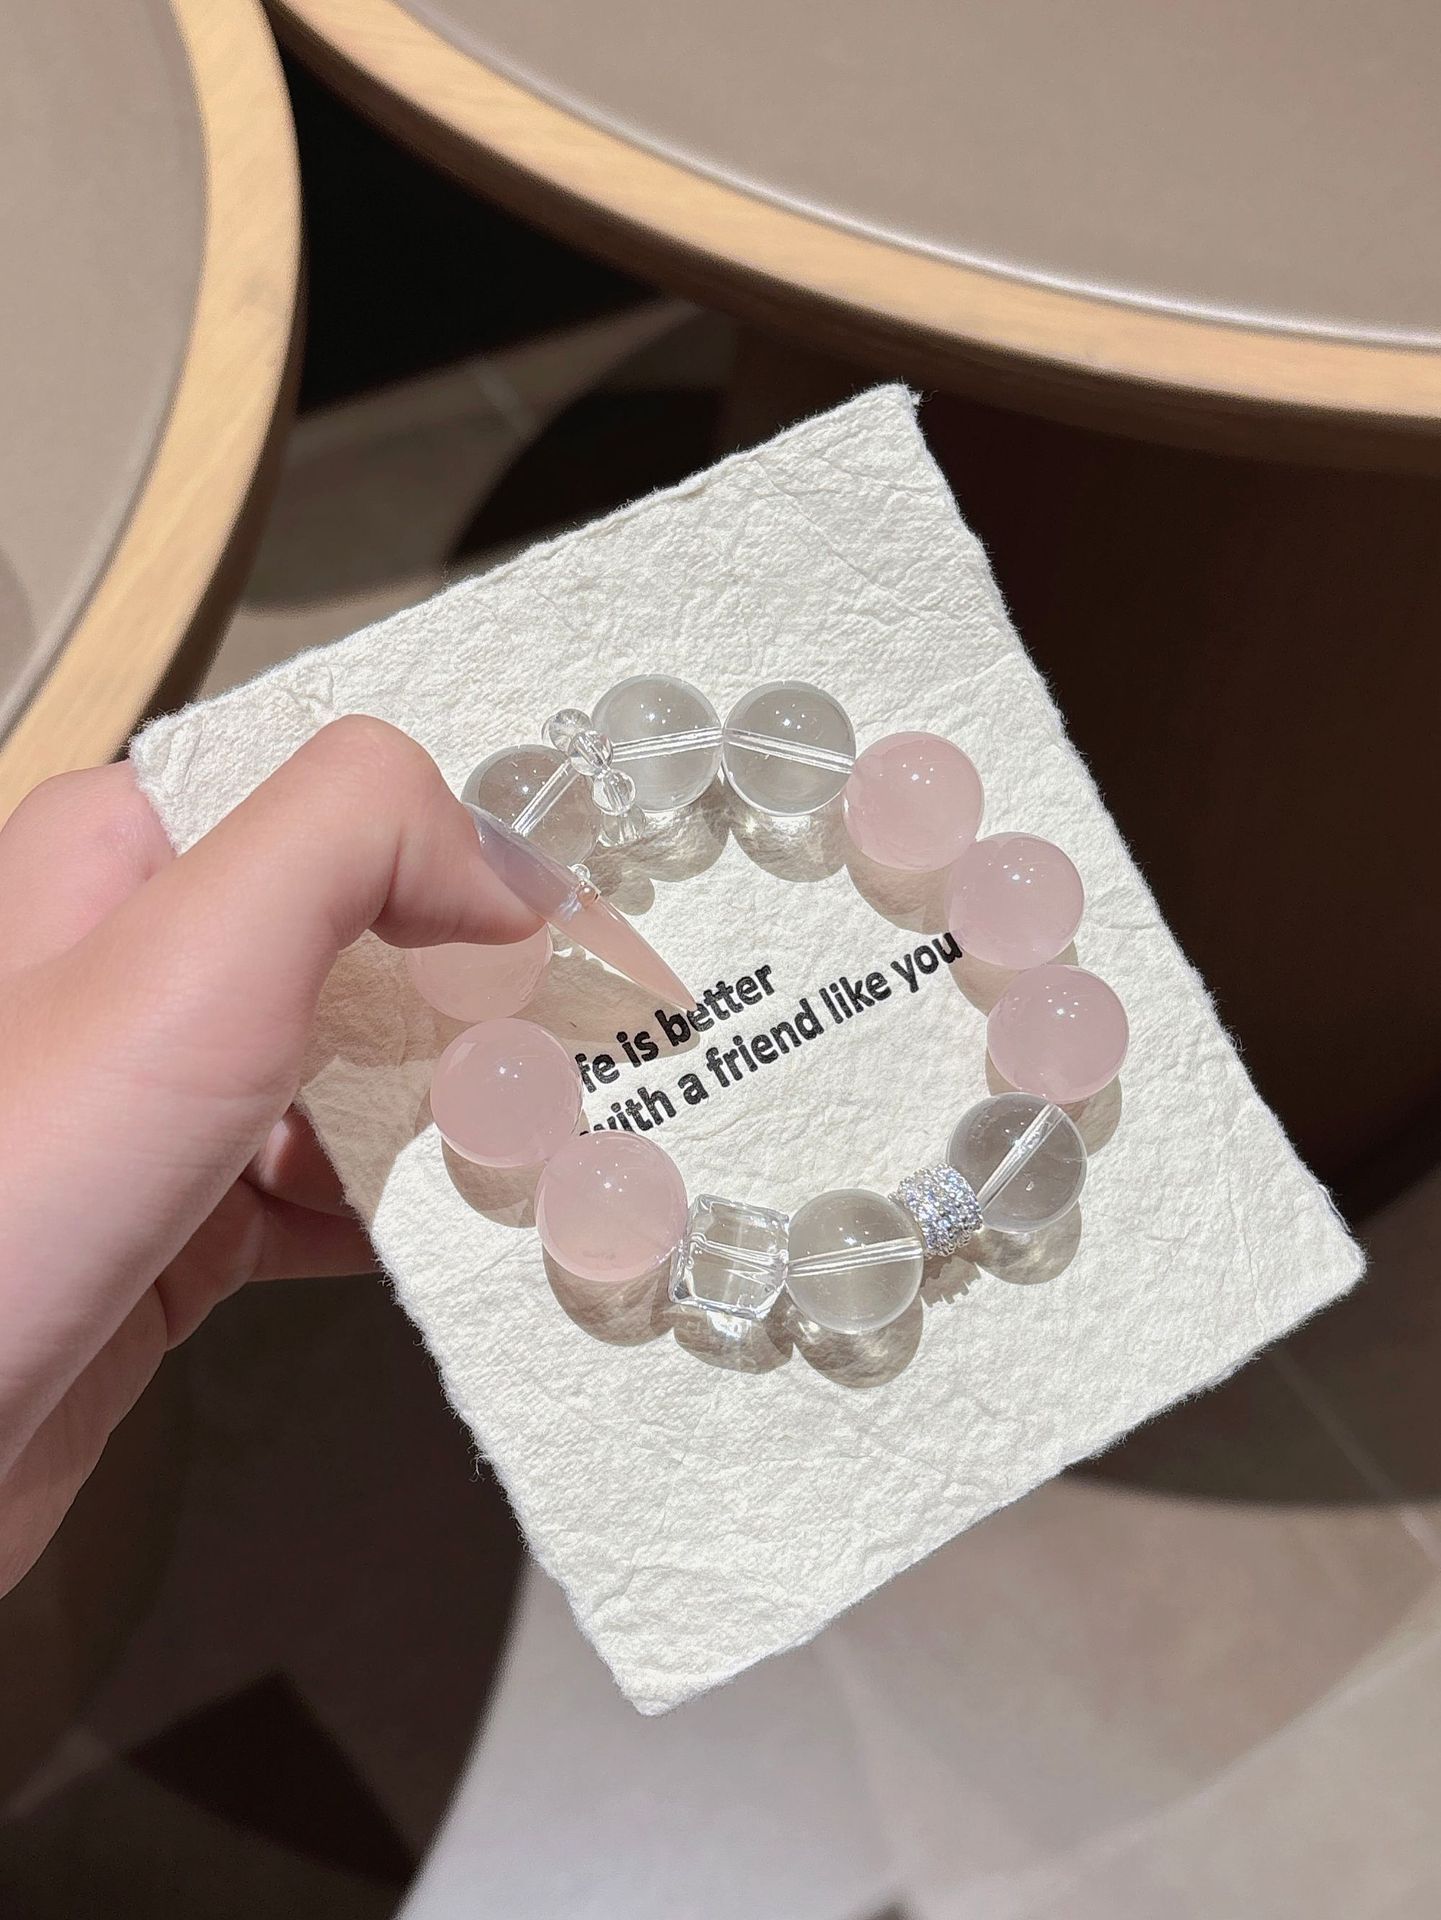 fe is better
with a friend like you